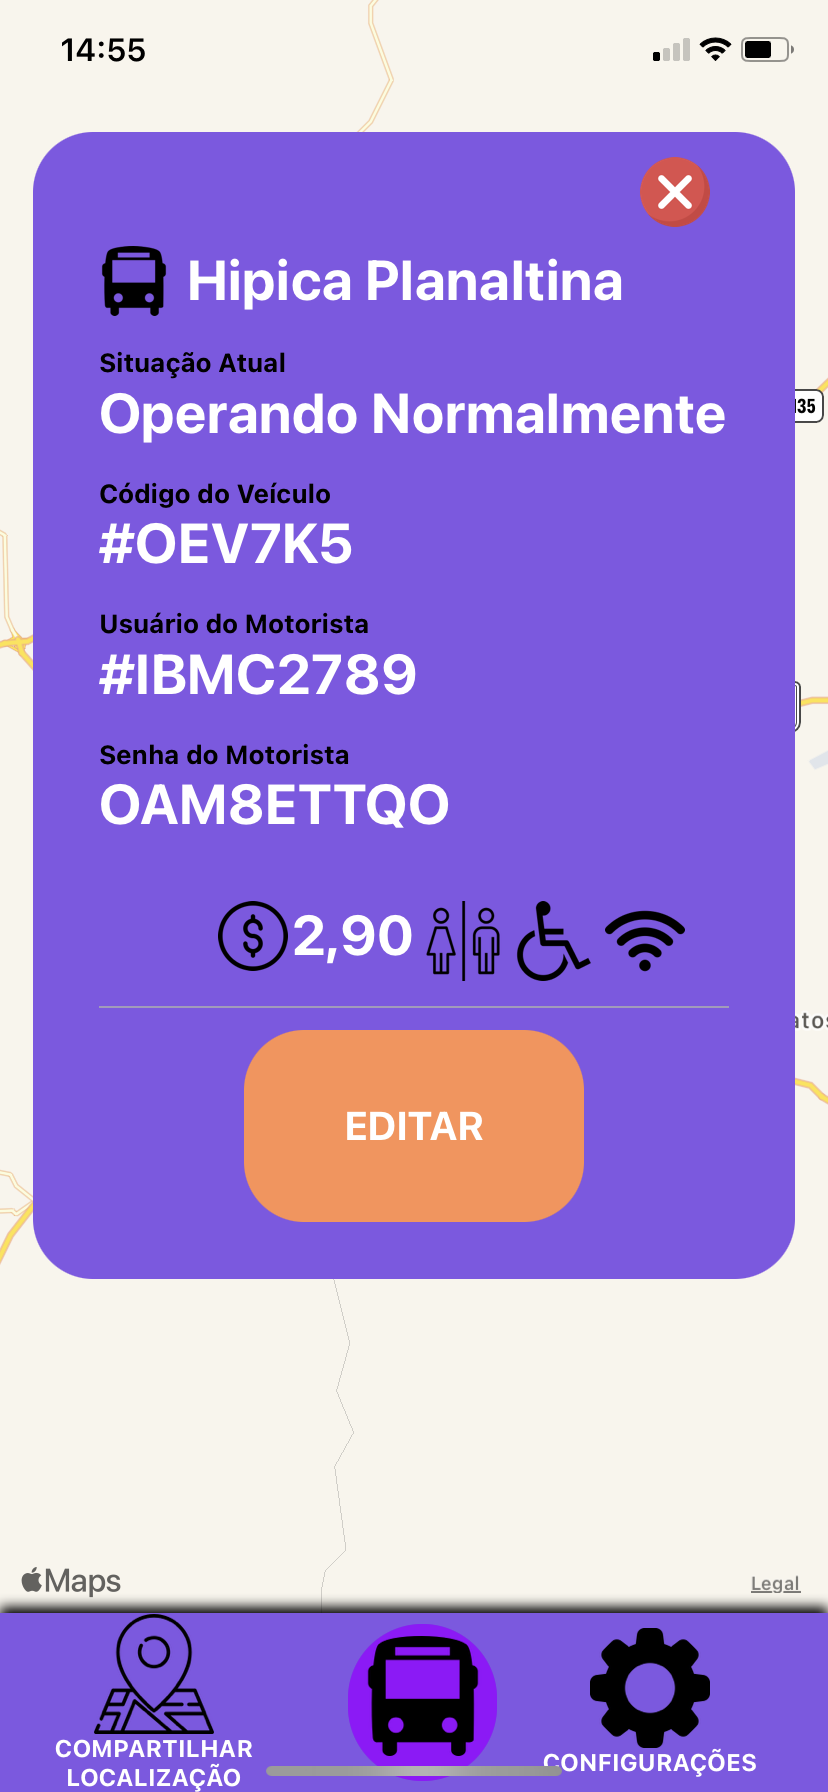 14:55
Hipica Planaltina
Situação Atual
Operando Normalmente
135
Código do Veículo
#OEV7K5
Usuário do Motorista
#IBMC2789
Senha do Motorista
OAM8ETTQO
$ 2,90
EDITAR
Maps
Legal
COMPARTILHAR
LOCALIZAÇÃO
CONFIGURAÇÕES